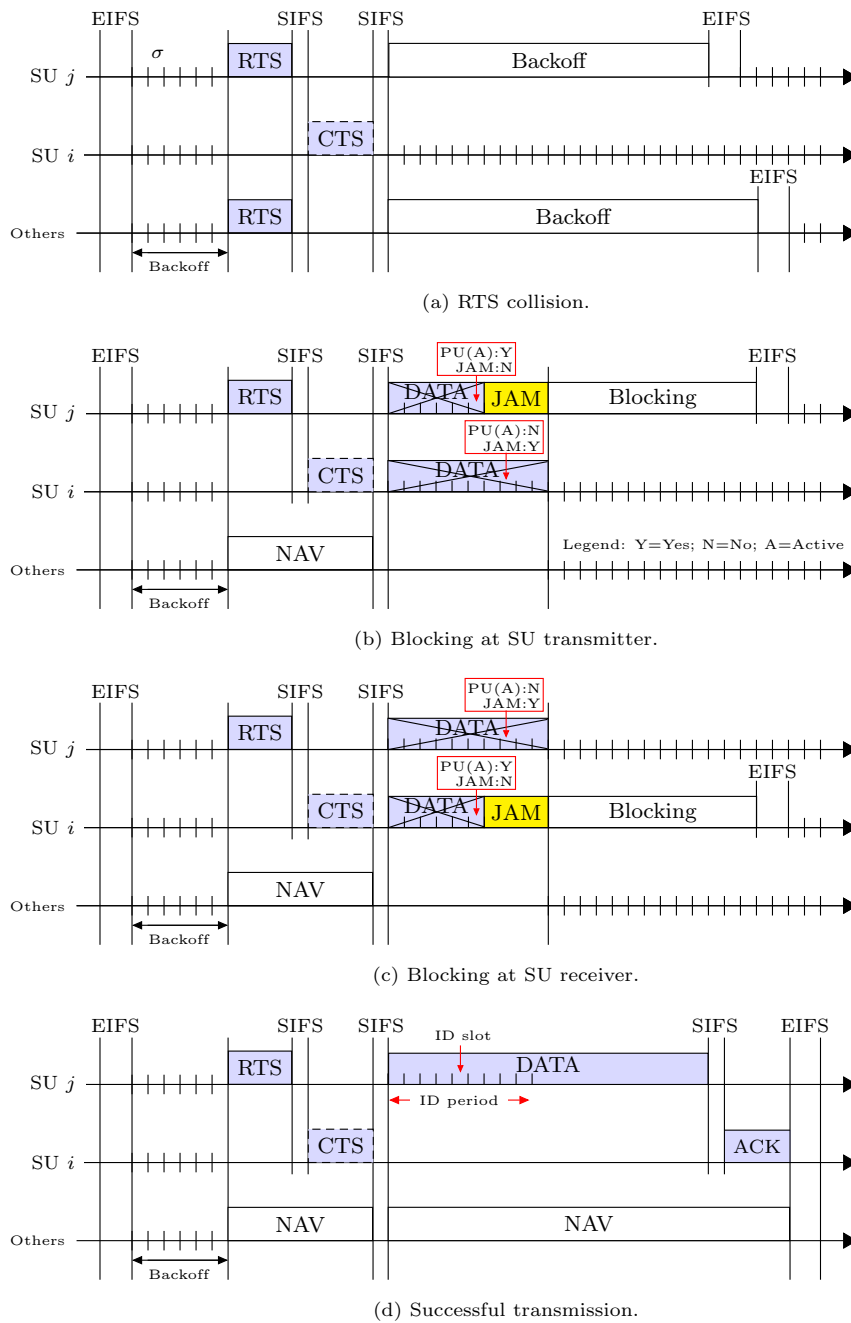 EIFS SIFS SIFS EIFS
σ
SU j RTS Backoff
SU i CTS
EIFS
Others RTS Backoff
Backoff
(a) RTS collision.
EIFS SIFS SIFS PU(A):Y EIFS
JAM:N
SU j RTS DATA JAM Blocking
PU(A):N
JAM:Y
SU i CTS DATA
Legend: Y=Yes; N=No; A=Active
Others NAV
Backoff
(b) Blocking at SU transmitter.
EIFS SIFS SIFS PU(A):N
JAM:Y
SU j RTS DATA
PU(A):Y EIFS
JAM:N
SU i CTS DATA JAM Blocking
Others NAV
Backoff
(c) Blocking at SU receiver.
EIFS SIFS SIFS SIFS EIFS
ID slot
SU j RTS DATA
ID period
SU i CTS ACK
Others NAV NAV
Backoff
(d) Successful transmission.